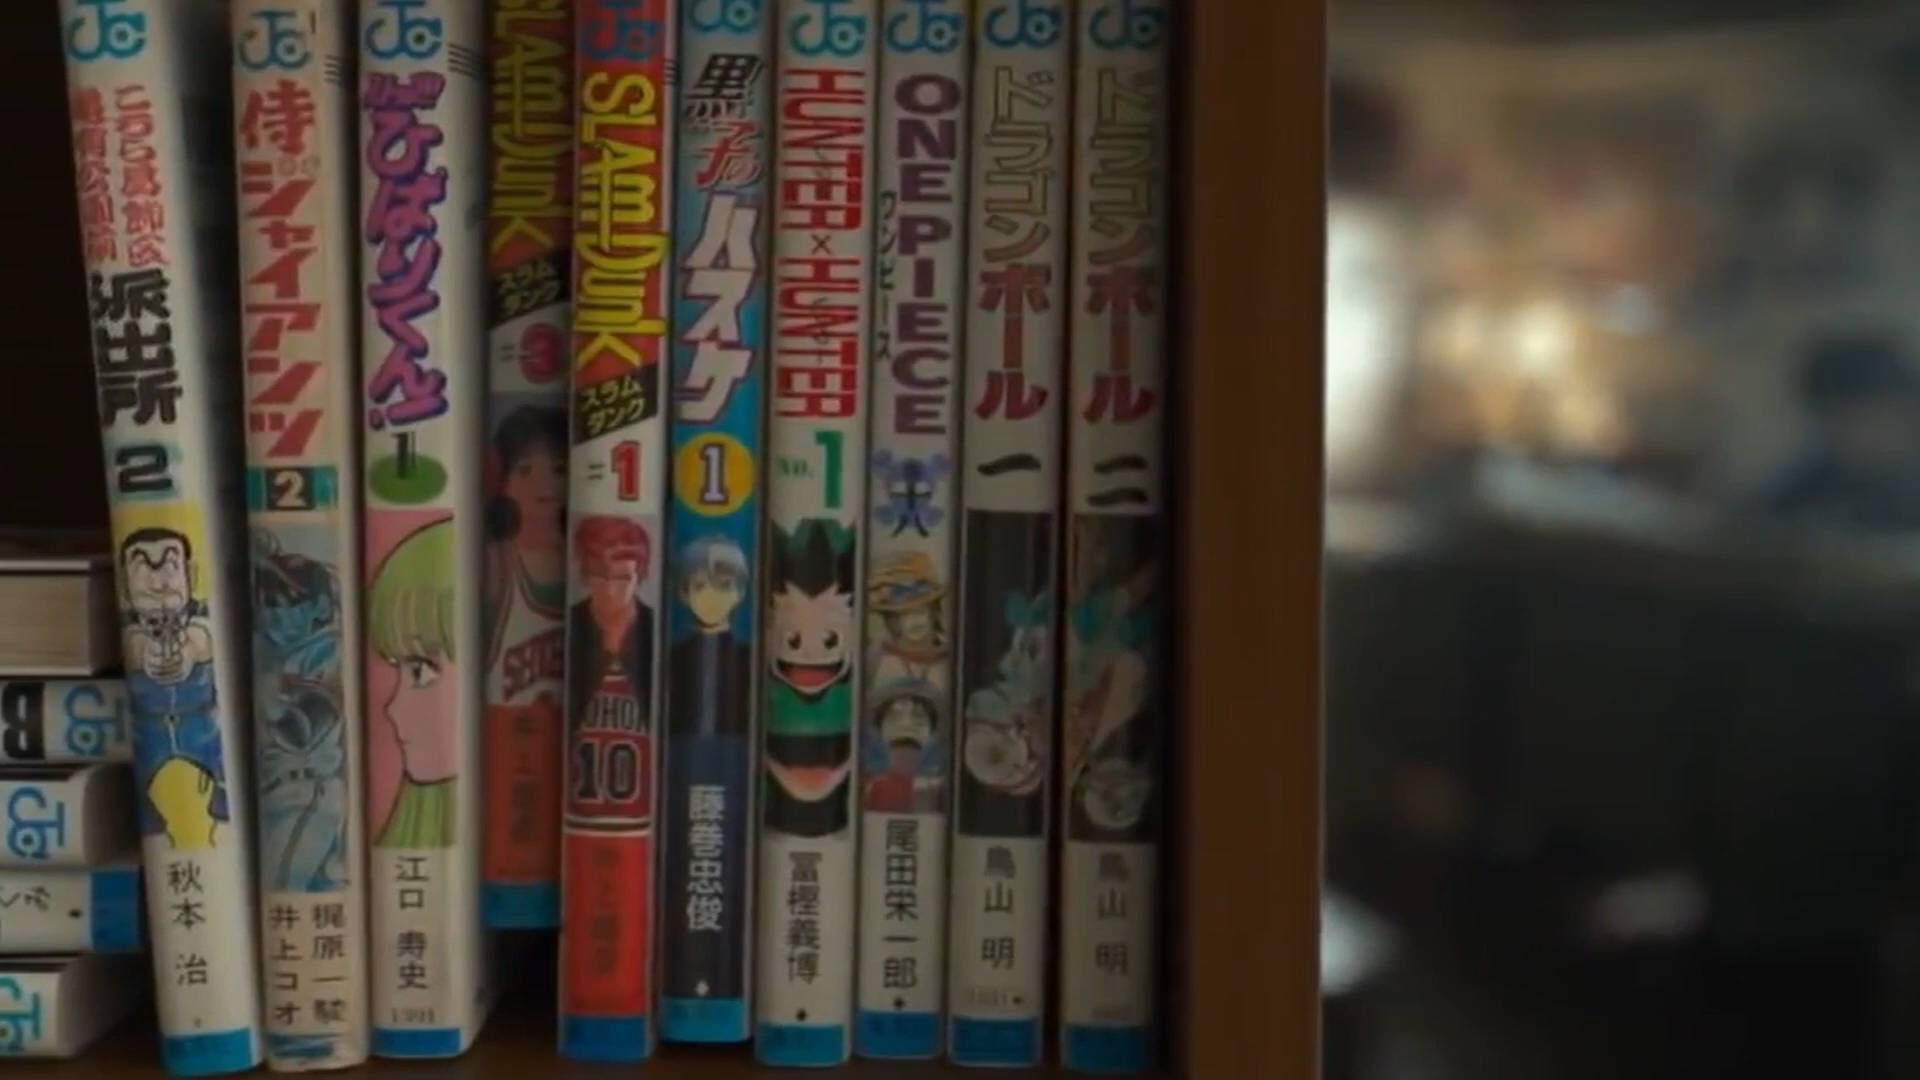 こちら葛飾区
亀有公園前
派出所
2
秋本 治
侍ジャイアンツ
2
梶原一騎
井上コオ
ひばりくん!
1
江口 寿史
SLAM DUNK
スラム
ダンク
#3
SLAM DUNK
スラム
ダンク
#1
10
黒子のバスケ
1
藤巻忠俊
HUNTER×HUNTER
NO.1
冨樫義博
ONE PIECE
ワンピース
十八
尾田栄一郎
ドラゴンボール
一
鳥山 明
ドラゴンボール
二
鳥山 明